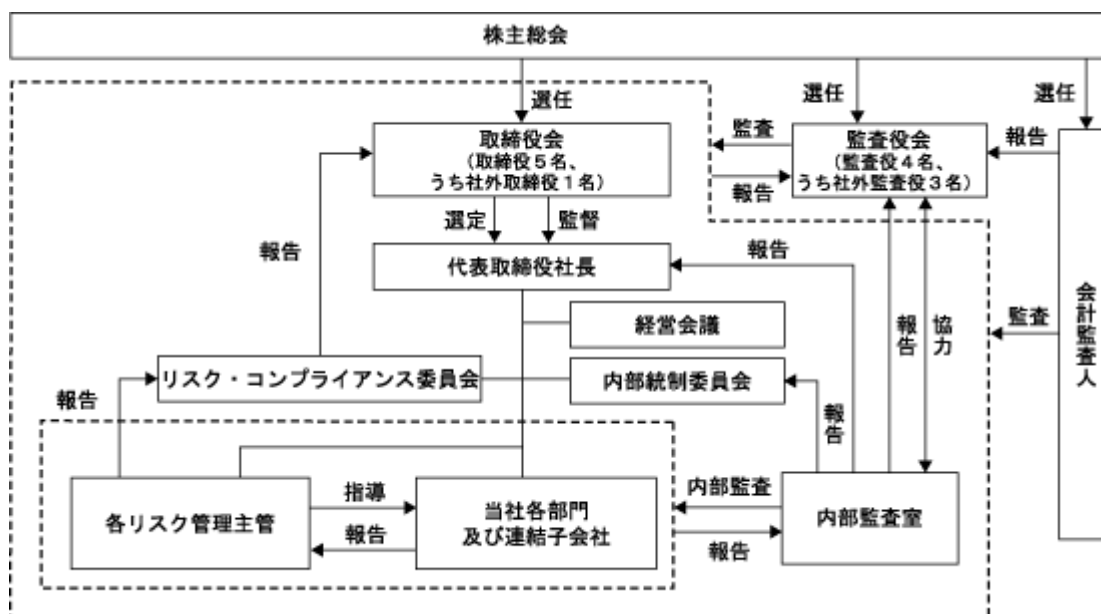 株主総会
選任
選任
選任
取締役会
(取締役5名、
うち社外取締役1名)
監査
報告
監査役会
(監査役4名、
うち社外監査役3名)
報告
選定
監督
報告
代表取締役社長
報告
経営会議
報告
協力
監査
会計監査人
リスク・コンプライアンス委員会
内部統制委員会
報告
報告
各リスク管理主管
指導
報告
当社各部門
及び連結子会社
内部監査
報告
内部監査室